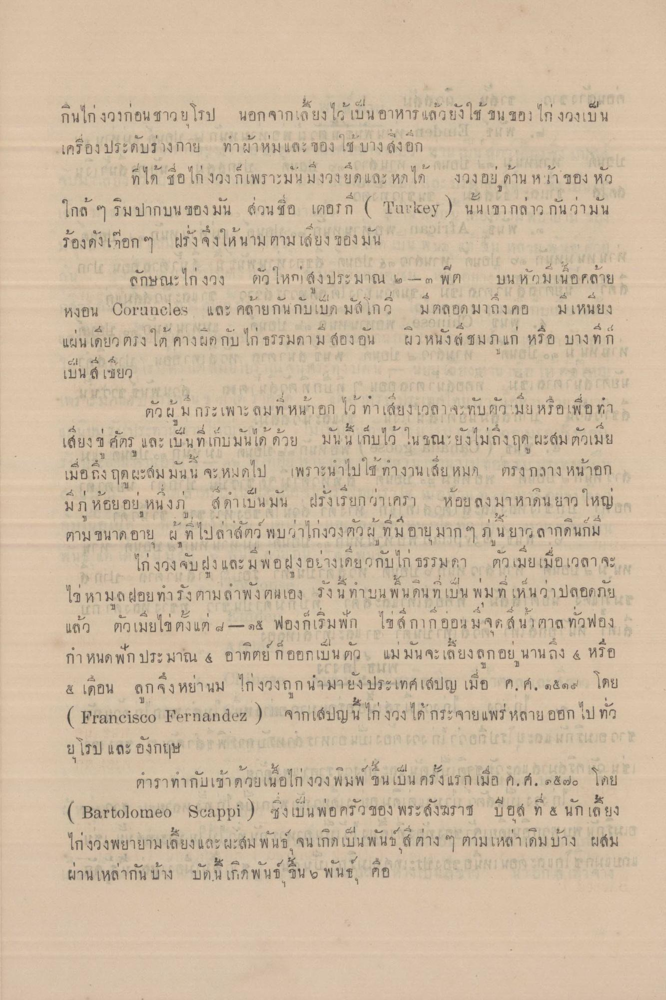 กินไก่งวงก่อนชาวยุโรป นอกจากเลี้ยงไว้เป็นอาหารแล้วยังใช้ขนของไก่งวงเป็น
เครื่องประดับร่างกาย ทำผ้าห่มและของใช้บางสิ่งอีก
ที่ได้ชื่อไก่งวงก็เพราะมันมีงวงยืดและหดได้ งวงอยู่ด้านหน้าของหัว
ใกล้ ๆ ริมปากบนของมัน ส่วนชื่อ เตอรกี ( Turkey ) นั้นเขากล่าวกันว่ามัน
ร้องดังเต๊อกๆ ฝรั่งจึงให้นามตามเสียงของมัน
ลักษณะไก่งวง ตัวใหญ่สูงประมาณ ๒ — ๓ พีต บนหัวมีเนื้อคล้าย
หงอน Coruncles และคล้ายกันกับเป็ดมัสโกวี่ มีตลอดมาถึงคอ มีเหนียง
แผ่นเดียวตรงใต้คางผิดกับไก่ธรรมดามีสองอัน ผิวหนังสีชมภูแก่ หรือ บางทีก็
เป็นสีเขียว
ตัวผู้มีกระเพาะลมที่หน้าอกไว้ทำเสียงเวลาจะทับตัวเมียหรือเพื่อทำ
เสียงขู่ศัตรูและเป็นที่เก็บมันได้ด้วย มันนี้เก็บไว้ในขณะยังไม่ถึงฤดูผะสมตัวเมีย
เมื่อถึงฤดูผะสมมันนี้จะหมดไป เพราะนำไปใช้ทำงานเสียหมด ตรงกลางหน้าอก
มีภู่ห้อยอยู่หนึ่งภู่ สีดำเป็นมัน ฝรั่งเรียกว่าเครา ห้อยลงมาหาดินยาวใหญ่
ตามขนาดอายุ ผู้ที่ไปล่าสัตว์พบว่าไก่งวงตัวผู้ที่มีอายุมากๆ ภู่นี้ยาวลากดินก็มี
ไก่งวงจับฝูงและมีพ่อฝูงอย่างเดียวกับไก่ธรรมดา ตัวเมียเมื่อเวลาจะ
ไข่หามูลฝอยทำรังตามลำพังตนเอง รังนี้ทำบนพื้นดินที่เป็นพุ่มที่เห็นว่าปลอดภัย
แล้ว ตัวเมียไข่ตั้งแต่ ๘ — ๑๕ ฟองก็เริ่มฟัก ไข่สีกากีอ่อนมีจุดสีน้ำตาลทั่วฟอง
กำหนดฟักประมาณ ๔ อาทิตย์ก็ออกเป็นตัว แม่มันจะเลี้ยงลูกอยู่นานถึง ๔ หรือ
๕ เดือน ลูกจึงหย่านม ไก่งวงถูกนำมายังประเทศเสปญเมื่อ ค.ศ. ๑๕๑๙ โดย
( Francisco Fernandez ) จากเสปญนี้ไก่งวงได้กระจายแพร่หลายออกไปทั่ว
ยุโรปและอังกฤษ
ตำราทำกับเข้าด้วยเนื้อไก่งวงพิมพ์ขึ้นเป็นครั้งแรกเมื่อ ค.ศ. ๑๕๗๐ โดย
( Bartolomeo Scappi ) ซึ่งเป็นพ่อครัวของพระสังฆราช ปีอุส ที่ ๕ นักเลี้ยง
ไก่งวงพยายามเลี้ยงและผะสมพันธุ์จนเกิดเป็นพันธุ์สีต่าง ๆ ตามเหล่าเดิมบ้าง ผสม
ผ่านเหล่ากันบ้าง บัดนี้เกิดพันธุ์ขึ้น ๖ พันธุ์ คือ